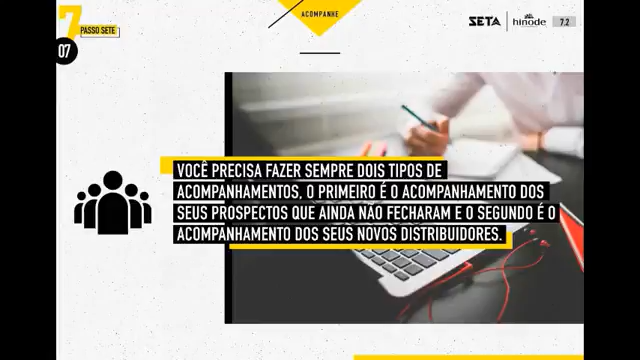 7
PASSO SETE
07
ACOMPANHE
SETA
hinode
7.2
VOCÊ PRECISA FAZER SEMPRE DOIS TIPOS DE
ACOMPANHAMENTOS, O PRIMEIRO É O ACOMPANHAMENTO DOS
SEUS PROSPECTOS QUE AINDA NÃO FECHARAM E O SEGUNDO É O
ACOMPANHAMENTO DOS SEUS NOVOS DISTRIBUIDORES.